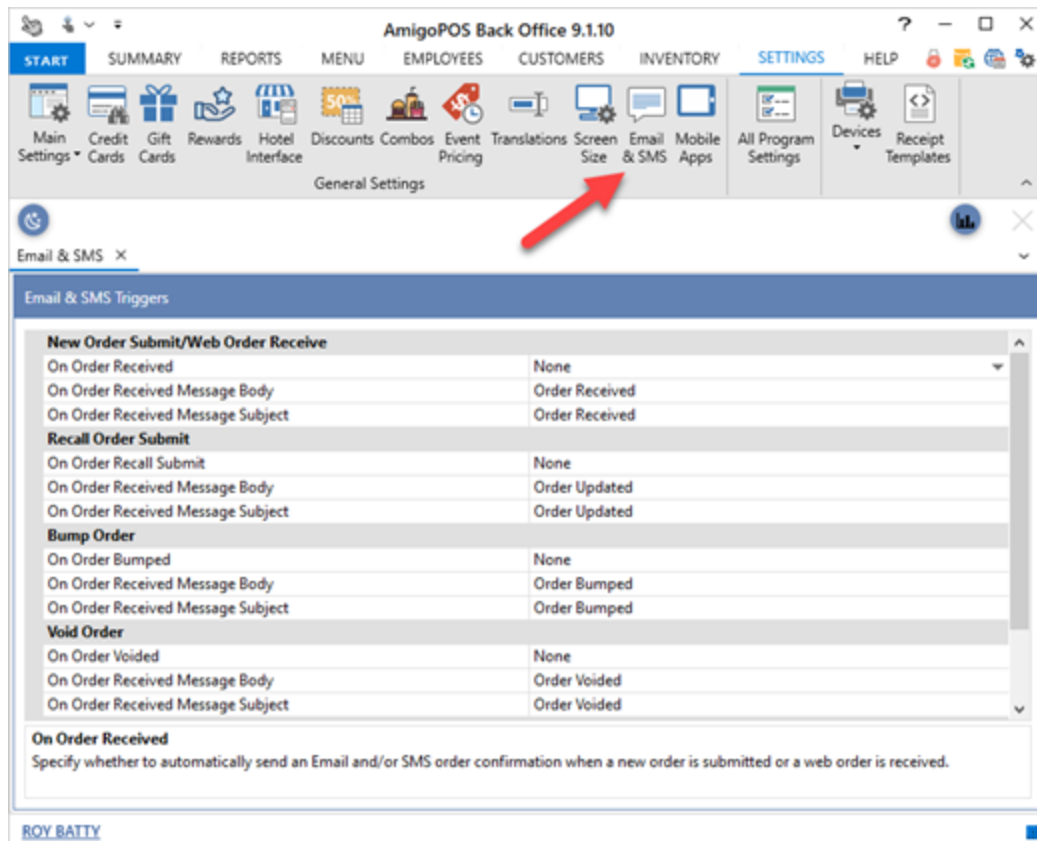 AmigoPOS Back Office 9.1.10
?
START SUMMARY REPORTS MENU EMPLOYEES CUSTOMERS INVENTORY SETTINGS HELP
50%
Main Settings
Credit Cards
Gift Cards
Rewards
Hotel Interface
Discounts
Combos
Event Pricing
Translations
Screen Size
Email & SMS
Mobile Apps
All Program Settings
Devices
Receipt Templates
General Settings
Email & SMS
Email & SMS Triggers
New Order Submit/Web Order Receive
On Order Received None
On Order Received Message Body Order Received
On Order Received Message Subject Order Received
Recall Order Submit
On Order Recall Submit None
On Order Received Message Body Order Updated
On Order Received Message Subject Order Updated
Bump Order
On Order Bumped None
On Order Received Message Body Order Bumped
On Order Received Message Subject Order Bumped
Void Order
On Order Voided None
On Order Received Message Body Order Voided
On Order Received Message Subject Order Voided
On Order Received
Specify whether to automatically send an Email and/or SMS order confirmation when a new order is submitted or a web order is received.
ROY BATTY